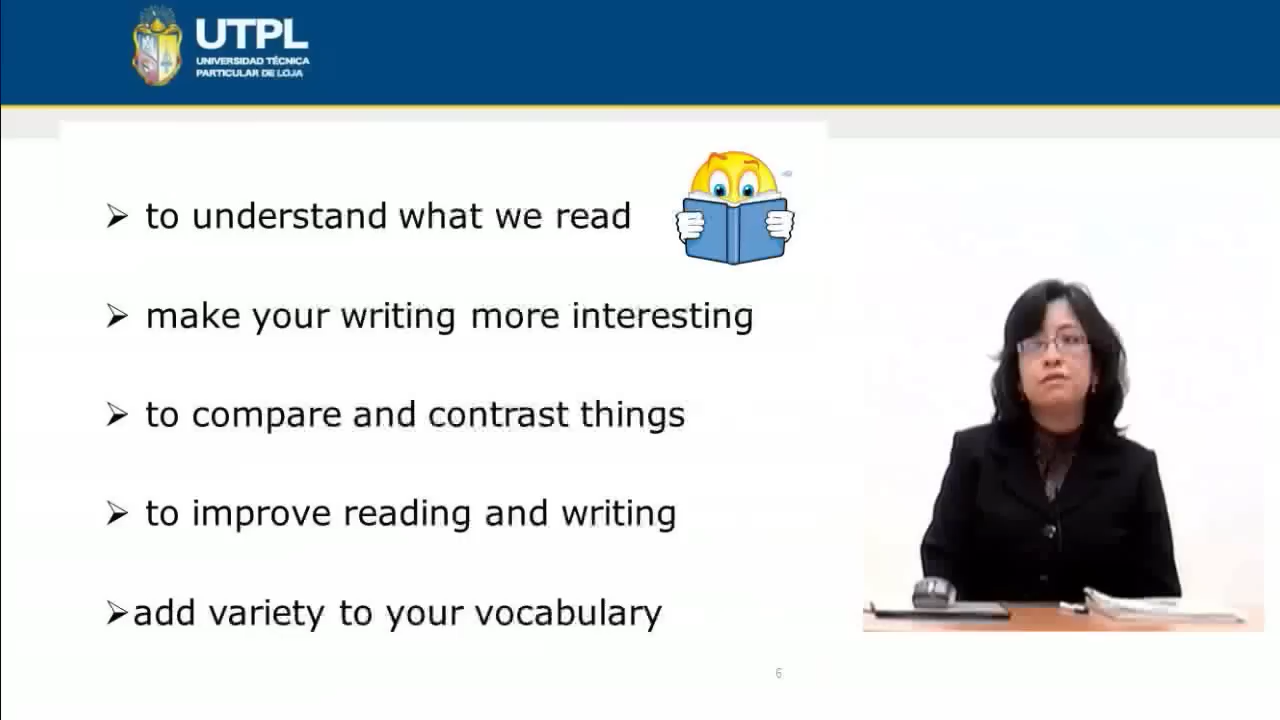 UTPL
UNIVERSIDAD TÉCNICA
PARTICULAR DE LOJA
to understand what we read
make your writing more interesting
to compare and contrast things
to improve reading and writing
add variety to your vocabulary
6